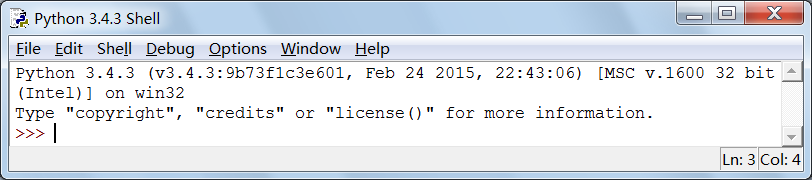 Python 3.4.3 Shell
File Edit Shell Debug Options Window Help
Python 3.4.3 (v3.4.3:9b73f1c3e601, Feb 24 2015, 22:43:06) [MSC v.1600 32 bit
(Intel)] on win32
Type "copyright", "credits" or "license()" for more information.
>>>
Ln: 3 Col: 4